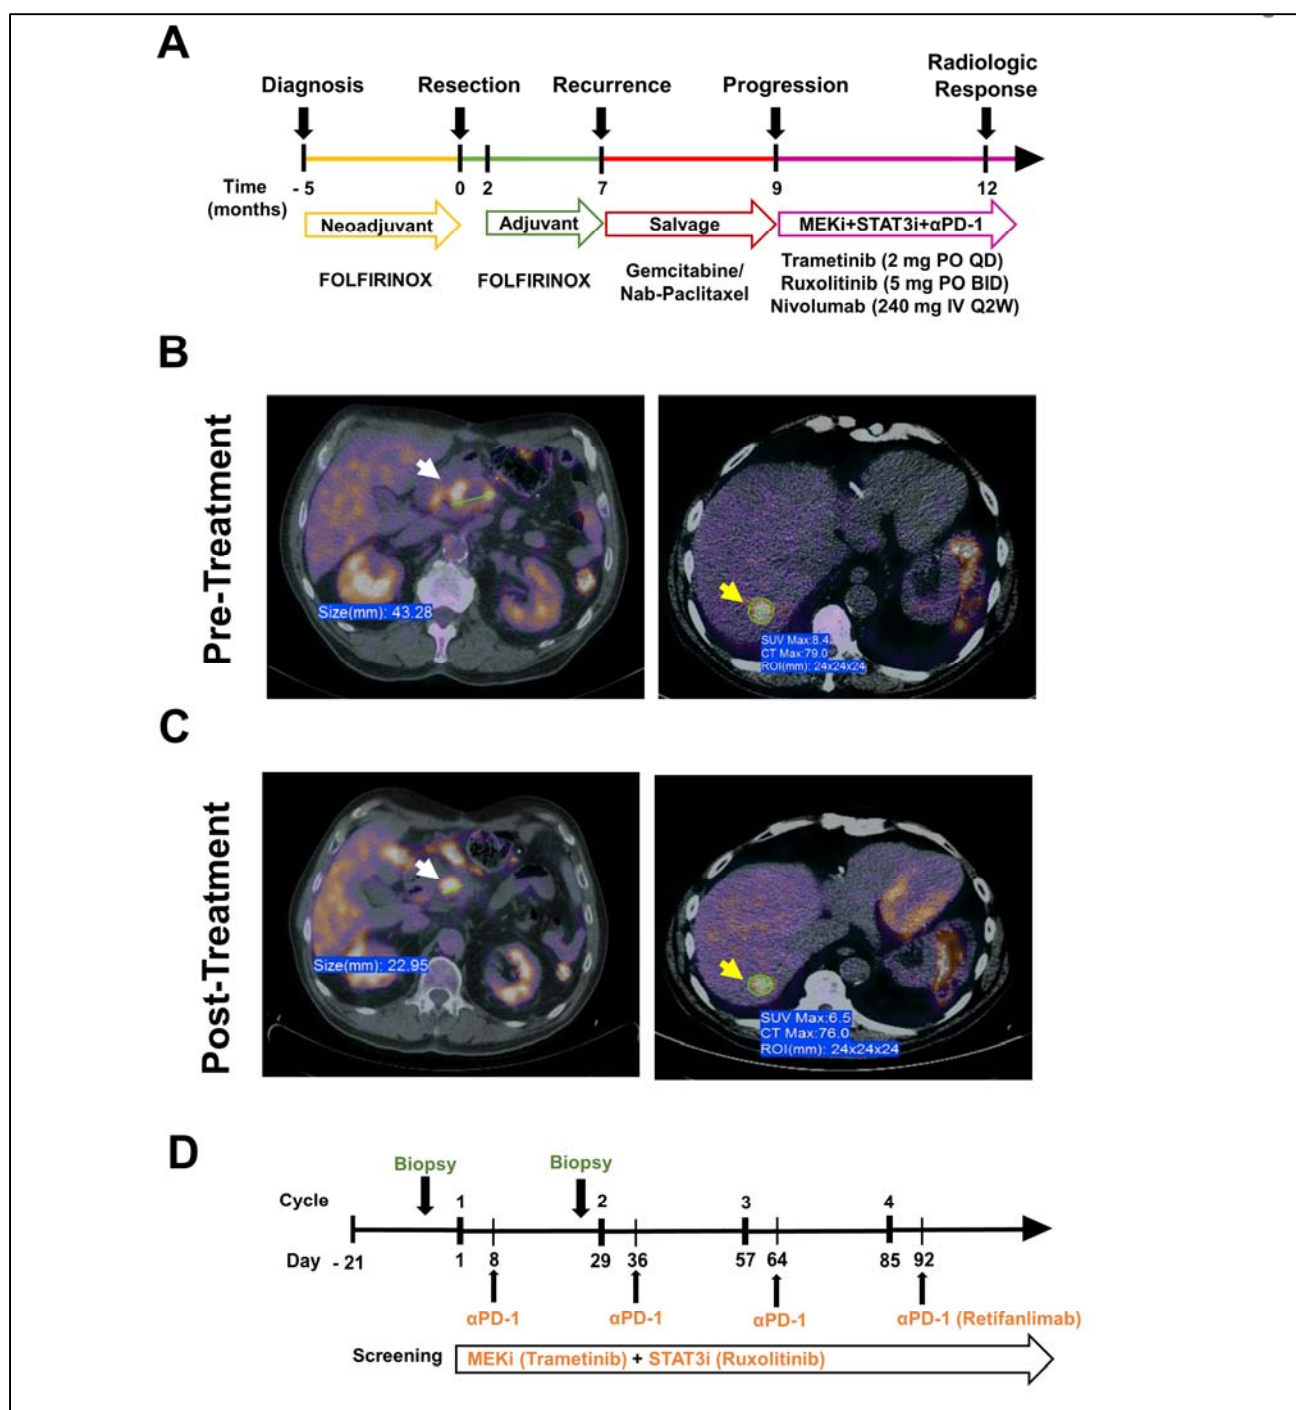 A
Diagnosis
Resection
Recurrence
Progression
Radiologic
Response
Time
(months)
- 5
0
2
7
9
12
Neoadjuvant
Adjuvant
Salvage
MEKi+STAT3i+αPD-1
FOLFIRINOX
FOLFIRINOX
Gemcitabine/
Nab-Paclitaxel
Trametinib (2 mg PO QD)
Ruxolitinib (5 mg PO BID)
Nivolumab (240 mg IV Q2W)
B
Pre-Treatment
Size(mm): 43.28
SUV Max:8.4
CT Max:79.0
ROI(mm): 24x24x24
C
Post-Treatment
Size(mm): 22.95
SUV Max:6.5
CT Max:76.0
ROI(mm): 24x24x24
D
Biopsy
Biopsy
Cycle
1
2
3
4
Day
- 21
1
8
29
36
57
64
85
92
αPD-1
αPD-1
αPD-1
αPD-1 (Retifanlimab)
Screening
MEKi (Trametinib) + STAT3i (Ruxolitinib)